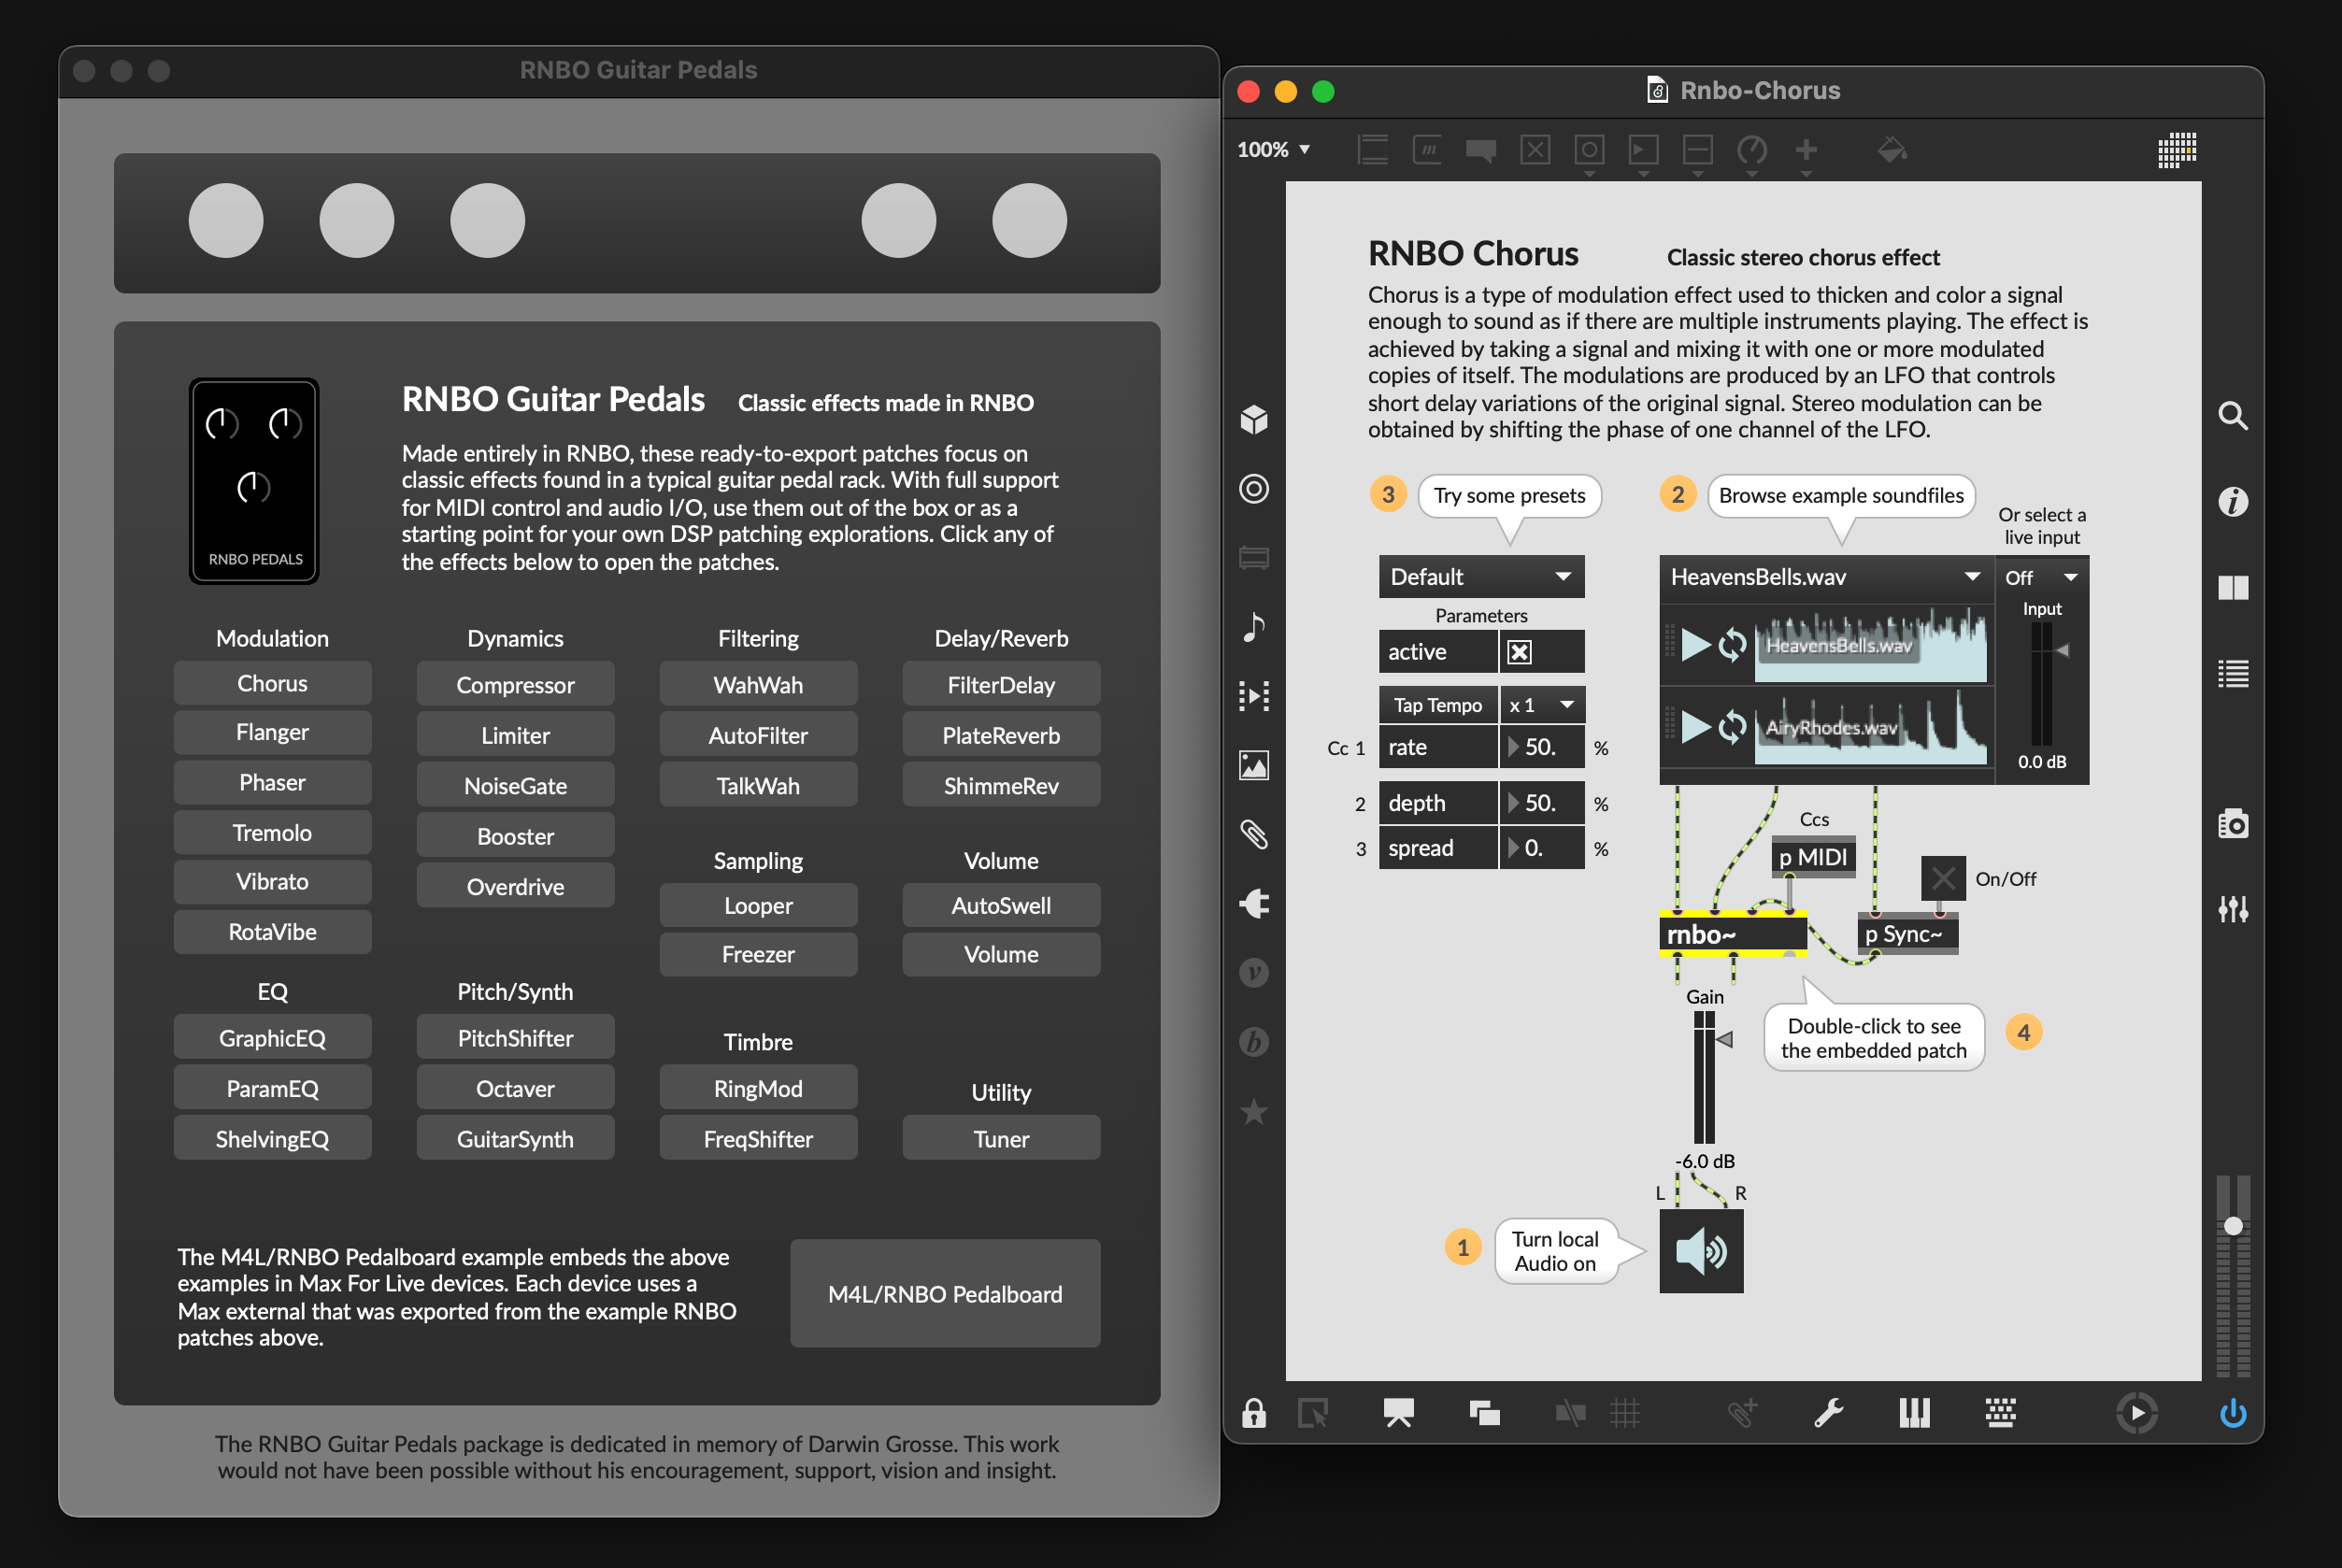 RNBO Guitar Pedals
RNBO PEDALS
RNBO Guitar Pedals Classic effects made in RNBO
Made entirely in RNBO, these ready-to-export patches focus on
classic effects found in a typical guitar pedal rack. With full support
for MIDI control and audio I/O, use them out of the box or as a
starting point for your own DSP patching explorations. Click any of
the effects below to open the patches.
Modulation
Chorus
Flanger
Phaser
Tremolo
Vibrato
RotaVibe
Dynamics
Compressor
Limiter
NoiseGate
Booster
Overdrive
Filtering
WahWah
AutoFilter
TalkWah
Delay/Reverb
FilterDelay
PlateReverb
ShimmeRev
Sampling
Looper
Freezer
Volume
AutoSwell
Volume
EQ
GraphicEQ
ParamEQ
ShelvingEQ
Pitch/Synth
PitchShifter
Octaver
GuitarSynth
Timbre
RingMod
FreqShifter
Utility
Tuner
The M4L/RNBO Pedalboard example embeds the above
examples in Max For Live devices. Each device uses a
Max external that was exported from the example RNBO
patches above.
M4L/RNBO Pedalboard
The RNBO Guitar Pedals package is dedicated in memory of Darwin Grosse. This work
would not have been possible without his encouragement, support, vision and insight.
Rnbo-Chorus
100%
m
RNBO Chorus Classic stereo chorus effect
Chorus is a type of modulation effect used to thicken and color a signal
enough to sound as if there are multiple instruments playing. The effect is
achieved by taking a signal and mixing it with one or more modulated
copies of itself. The modulations are produced by an LFO that controls
short delay variations of the original signal. Stereo modulation can be
obtained by shifting the phase of one channel of the LFO.
3 Try some presets
Default
Parameters
active
Tap Tempo x 1
Cc 1 rate 50. %
2 depth 50. %
3 spread 0. %
2 Browse example soundfiles
Or select a
live input
HeavensBells.wav
Off
HeavensBells.wav
AiryRhodes.wav
Input
0.0 dB
Ccs
p MIDI
On/Off
rnbo~
p Sync~
Gain
Double-click to see
the embedded patch
4
-6.0 dB
L R
1 Turn local
Audio on
i
v
b